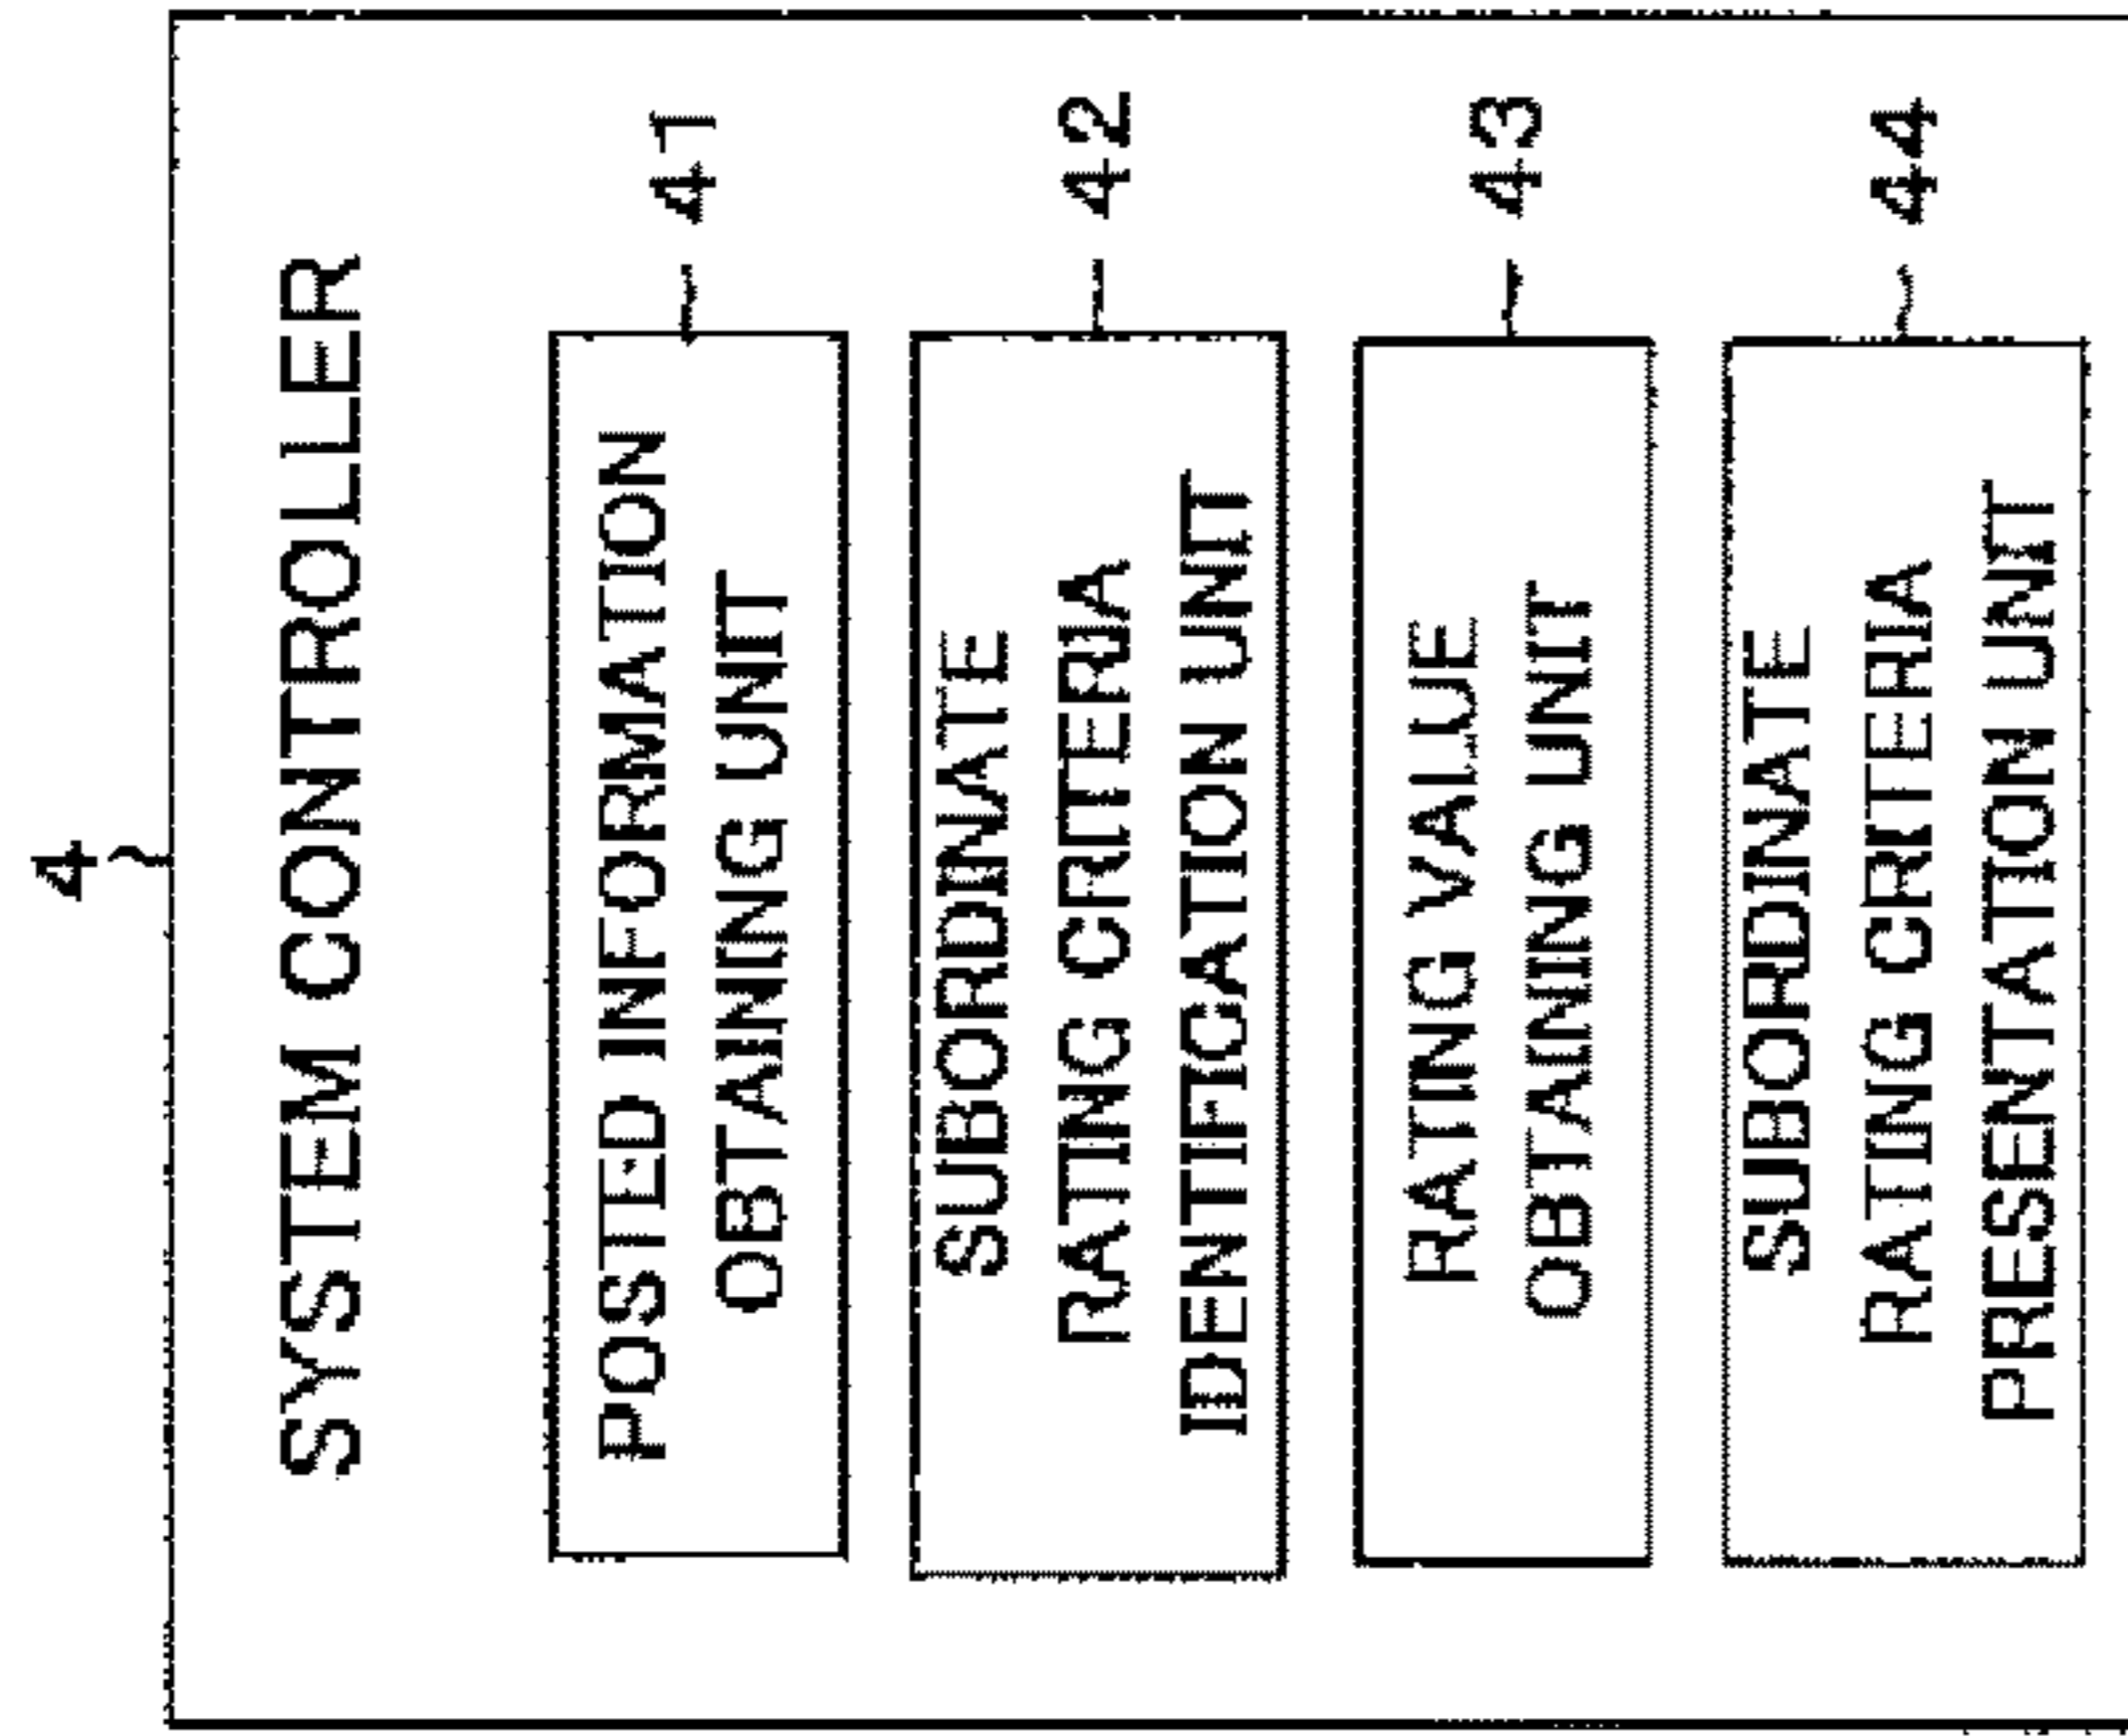 4
SYSTEM CONTROLLER
POSTED INFORMATION
OBTAINING UNIT
41
SUBORDINATE
RATING CRITERIA
IDENTIFICATION UNIT
42
RATING VALUE
OBTAINING UNIT
43
SUBORDINATE
RATING CRITERIA
PRESENTATION UNIT
44